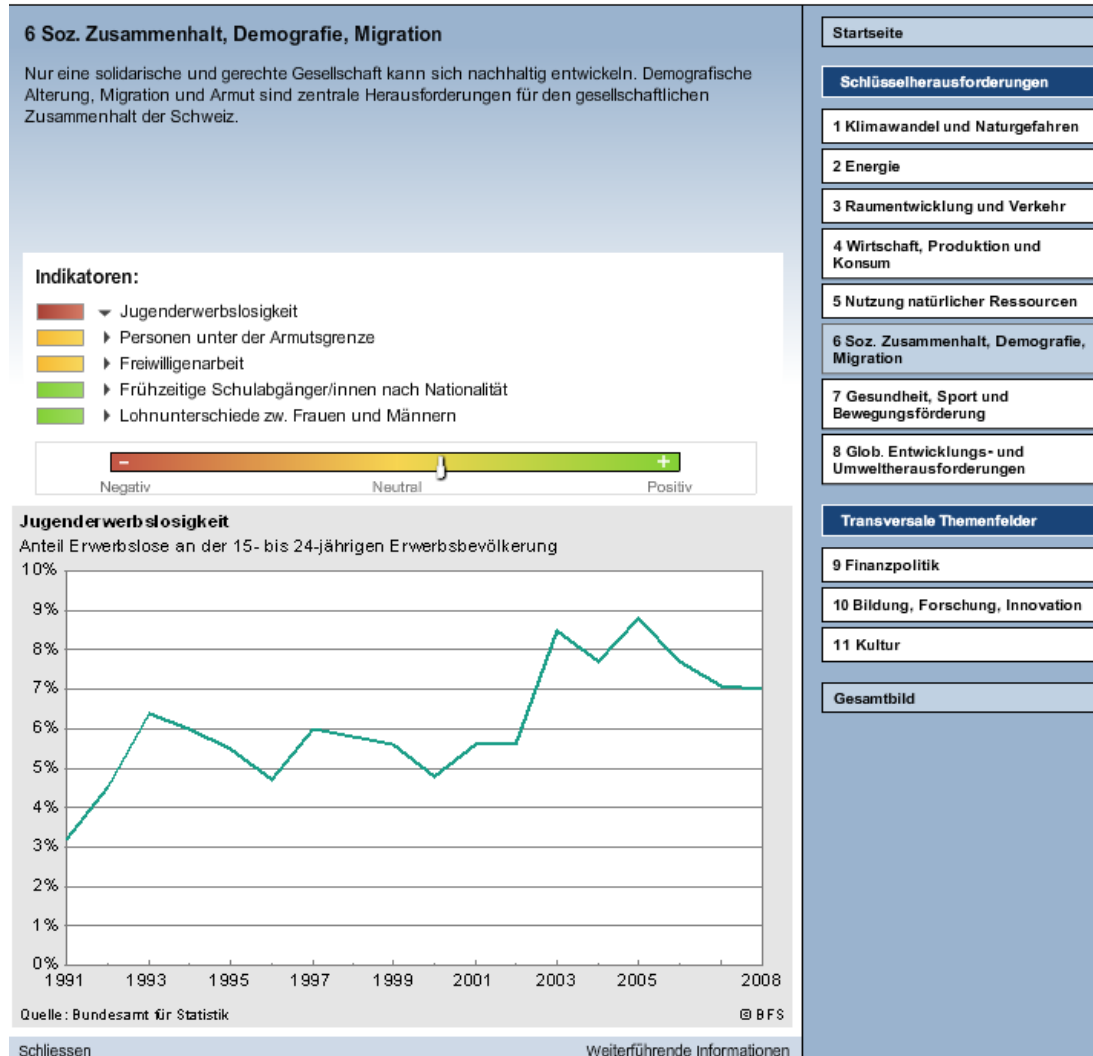 6 Soz. Zusammenhalt, Demografie, Migration
Nur eine solidarische und gerechte Gesellschaft kann sich nachhaltig entwickeln. Demografische
Alterung, Migration und Armut sind zentrale Herausforderungen für den gesellschaftlichen
Zusammenhalt der Schweiz.
Indikatoren:
Jugenderwerbslosigkeit
Personen unter der Armutsgrenze
Freiwilligenarbeit
Frühzeitige Schulabgänger/innen nach Nationalität
Lohnunterschiede zw. Frauen und Männern
- +
Negativ Neutral Positiv
Jugenderwerbslosigkeit
Anteil Erwerbslose an der 15- bis 24-jährigen Erwerbsbevölkerung
10%
9%
8%
7%
6%
5%
4%
3%
2%
1%
0%
1991 1993 1995 1997 1999 2001 2003 2005 2008
Quelle: Bundesamt für Statistik © BFS
Schliessen Weiterführende Informationen
Startseite
Schlüsselherausforderungen
1 Klimawandel und Naturgefahren
2 Energie
3 Raumentwicklung und Verkehr
4 Wirtschaft, Produktion und
Konsum
5 Nutzung natürlicher Ressourcen
6 Soz. Zusammenhalt, Demografie,
Migration
7 Gesundheit, Sport und
Bewegungsförderung
8 Glob. Entwicklungs- und
Umweltherausforderungen
Transversale Themenfelder
9 Finanzpolitik
10 Bildung, Forschung, Innovation
11 Kultur
Gesamtbild